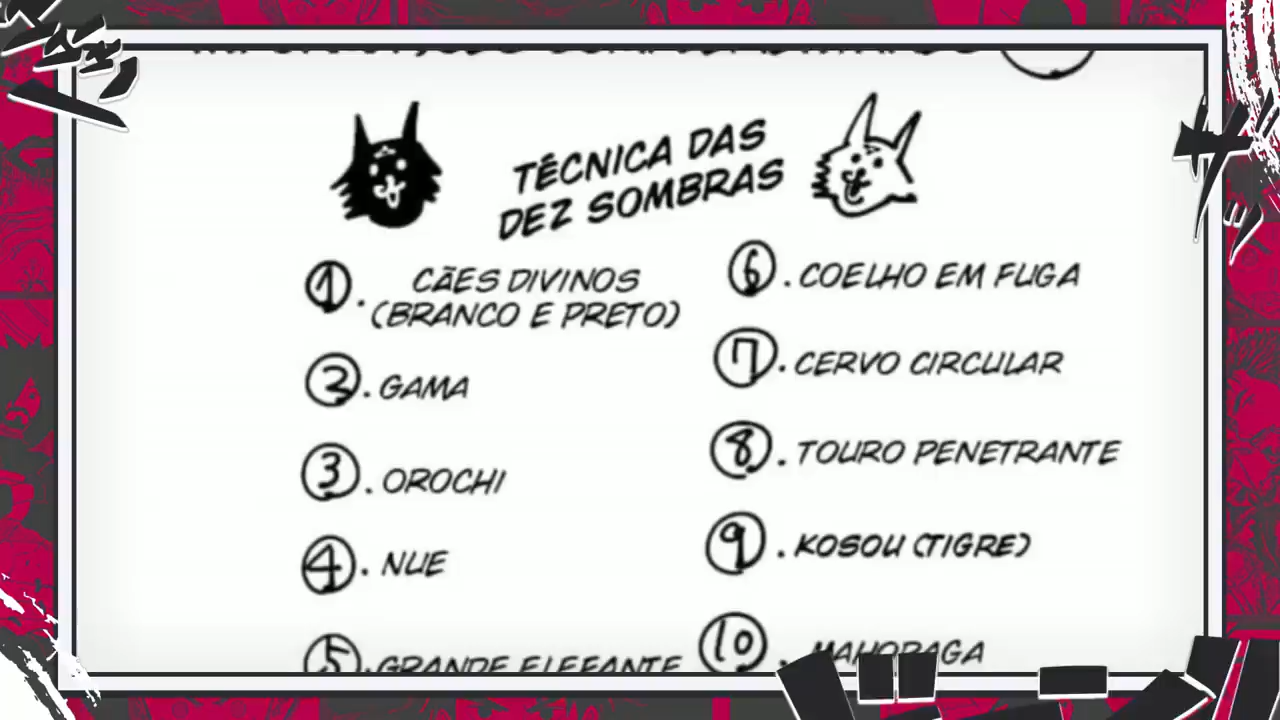 TÉCNICA DAS
DEZ SOMBRAS
1. CÃES DIVINOS
(BRANCO E PRETO)
2. GAMA
3. OROCHI
4. NUE
5. GRANDE ELEFANTE
6. COELHO EM FUGA
7. CERVO CIRCULAR
8. TOURO PENETRANTE
9. KOSOU (TIGRE)
10. MAHORAGA